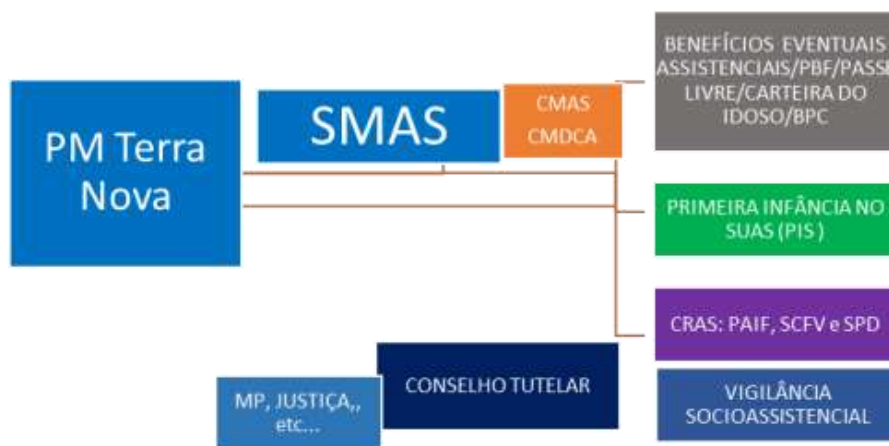 PM Terra
Nova
SMAS
CMAS
CMDCA
BENEFÍCIOS EVENTUAIS
ASSISTENCIAIS/PBF/PASSE
LIVRE/CARTEIRA DO
IDOSO/BPC
PRIMEIRA INFÂNCIA NO
SUAS (PIS )
CRAS: PAIF, SCFV e SPD
CONSELHO TUTELAR
MP, JUSTIÇA,,
etc...
VIGILÂNCIA
SOCIOASSISTENCIAL